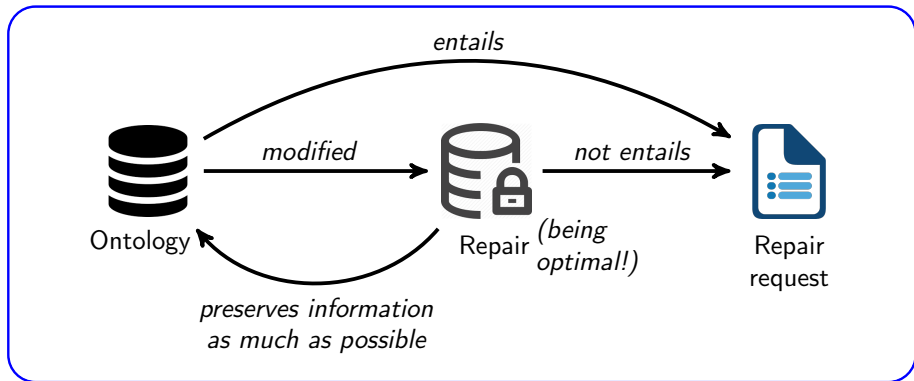 entails
modified
not entails
Ontology
Repair
(being
optimal!)
Repair
request
preserves information
as much as possible